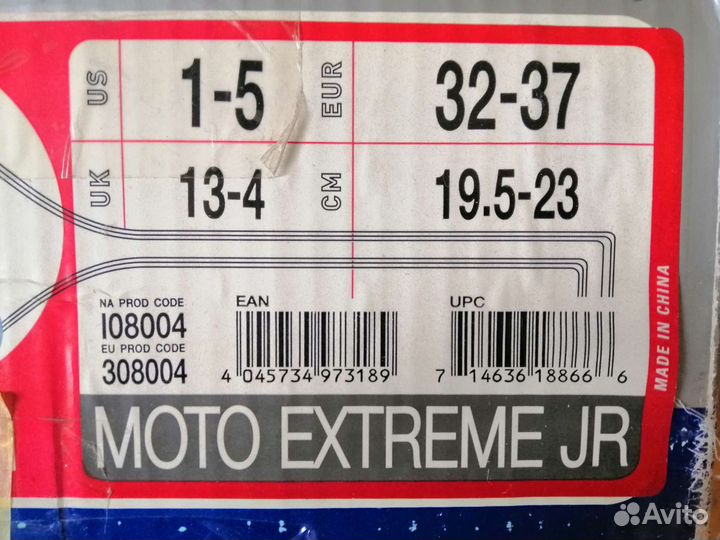 US 1-5 EUR 32-37
UK 13-4 CM 19.5-23
NA PROD CODE
I08004
EU PROD CODE
308004
EAN
4 045734 973189
UPC
7 14636 18866 6
MADE IN CHINA
MOTO EXTREME JR
Avito